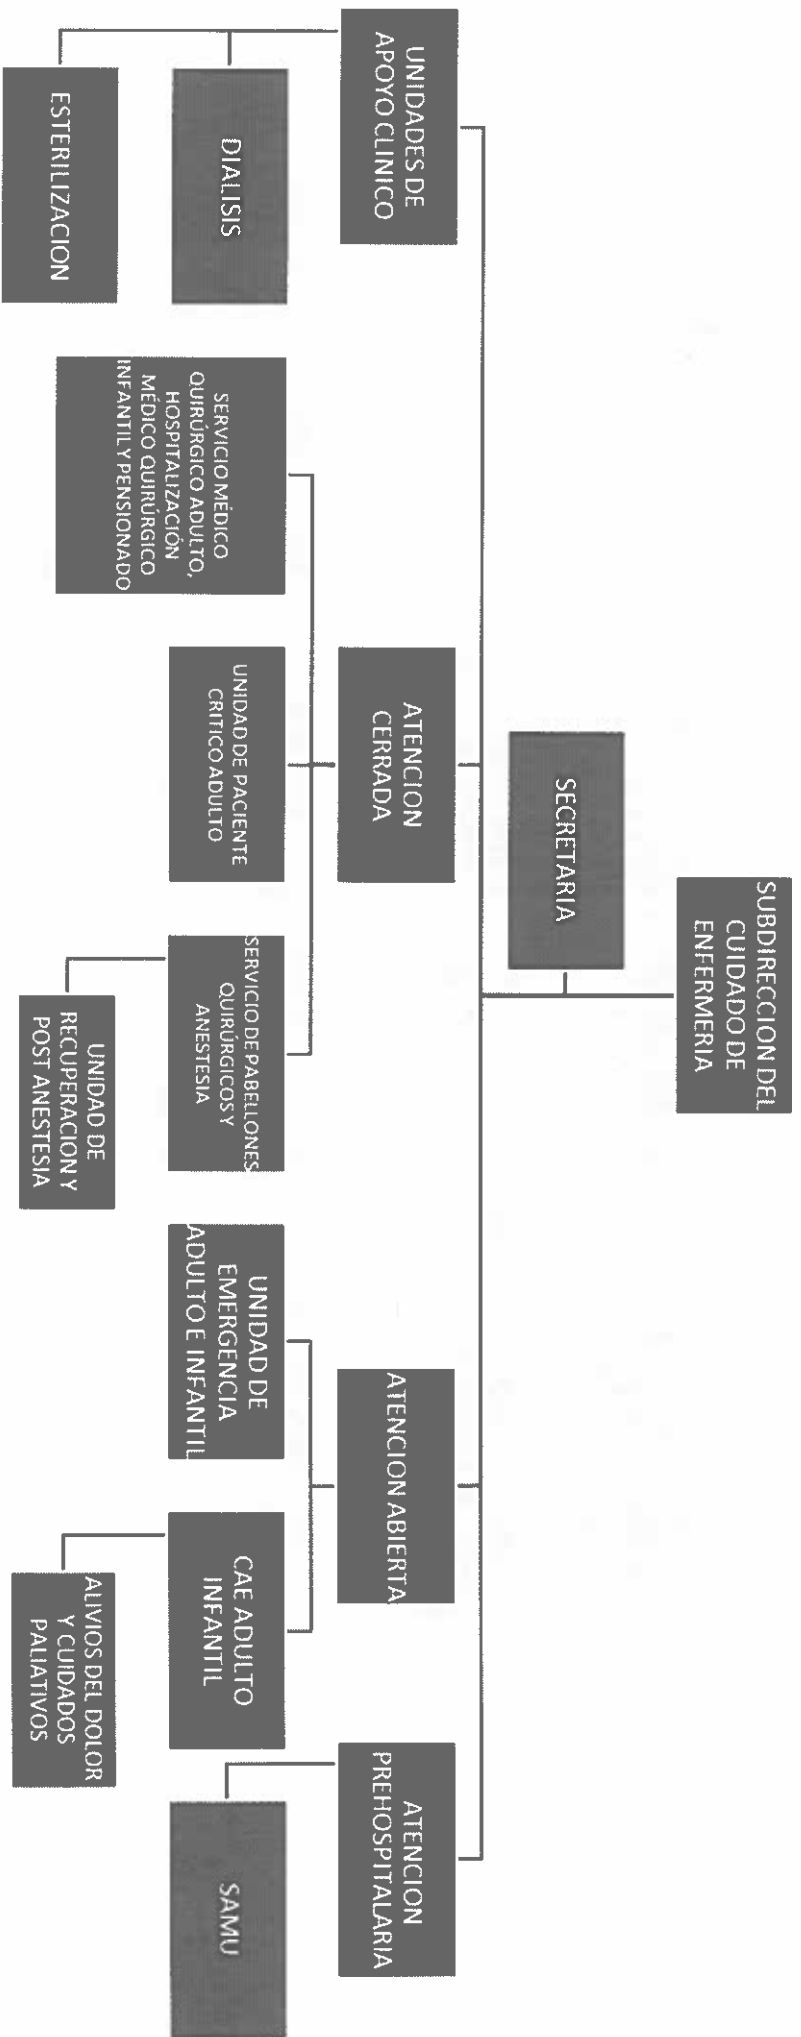 SUBDIRECCION DEL
CUIDADO DE
ENFERMERIA
SECRETARIA
UNIDADES DE
APOYO CLINICO
DIALISIS
ESTERILIZACION
ATENCION
CERRADA
SERVICIO MÉDICO
QUIRÚRGICO ADULTO,
HOSPITALIZACIÓN
MÉDICO QUIRÚRGICO
INFANTIL Y PENSIONADO
UNIDAD DE PACIENTE
CRITICO ADULTO
SERVICIO DE PABELLONES
QUIRÚRGICOS Y
ANESTESIA
UNIDAD DE
RECUPERACION Y
POST ANESTESIA
ATENCION ABIERTA
UNIDAD DE
EMERGENCIA
ADULTO E INFANTIL
CAE ADULTO
INFANTIL
ALIVIOS DEL DOLOR
Y CUIDADOS
PALIATIVOS
ATENCION
PREHOSPITALARIA
SAMU